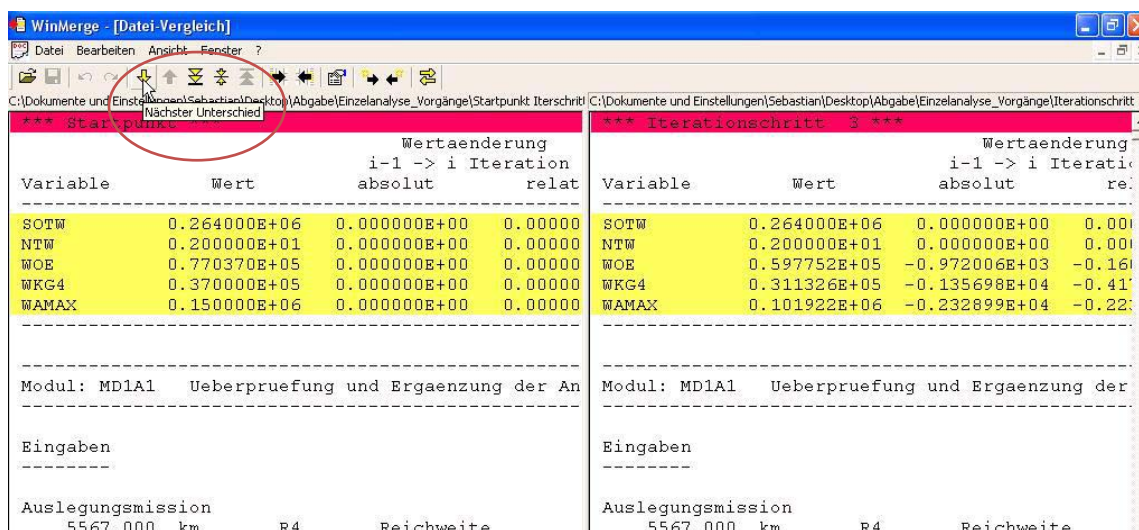 WinMerge - [Datei-Vergleich]
Datei Bearbeiten Ansicht Fenster ?
C:\Dokumente und Einstellungen\Sebastian\Desktop\Abgabe\Einzelanalyse_Vorgänge\Startpunkt Iterschritt
Nächster Unterschied
*** Startpunkt ***
Wertaenderung
i-1 -> i Iteration
Variable Wert absolut relat
SOTW 0.264000E+06 0.000000E+00 0.00000
NTW 0.200000E+01 0.000000E+00 0.00000
WOE 0.770370E+05 0.000000E+00 0.00000
WKG4 0.370000E+05 0.000000E+00 0.00000
WAMAX 0.150000E+06 0.000000E+00 0.00000
Modul: MD1A1 Ueberpruefung und Ergaenzung der An
Eingaben
--------
Auslegungsmission
5567.000 km R4 Reichweite
C:\Dokumente und Einstellungen\Sebastian\Desktop\Abgabe\Einzelanalyse_Vorgänge\Iterationschritt
*** Iterationschritt 3 ***
Wertaenderung
i-1 -> i Iteratio
Variable Wert absolut rel
SOTW 0.264000E+06 0.000000E+00 0.00
NTW 0.200000E+01 0.000000E+00 0.00
WOE 0.597752E+05 -0.972006E+03 -0.16
WKG4 0.311326E+05 -0.135698E+04 -0.41
WAMAX 0.101922E+06 -0.232899E+04 -0.22
Modul: MD1A1 Ueberpruefung und Ergaenzung der
Eingaben
--------
Auslegungsmission
5567.000 km R4 Reichweite